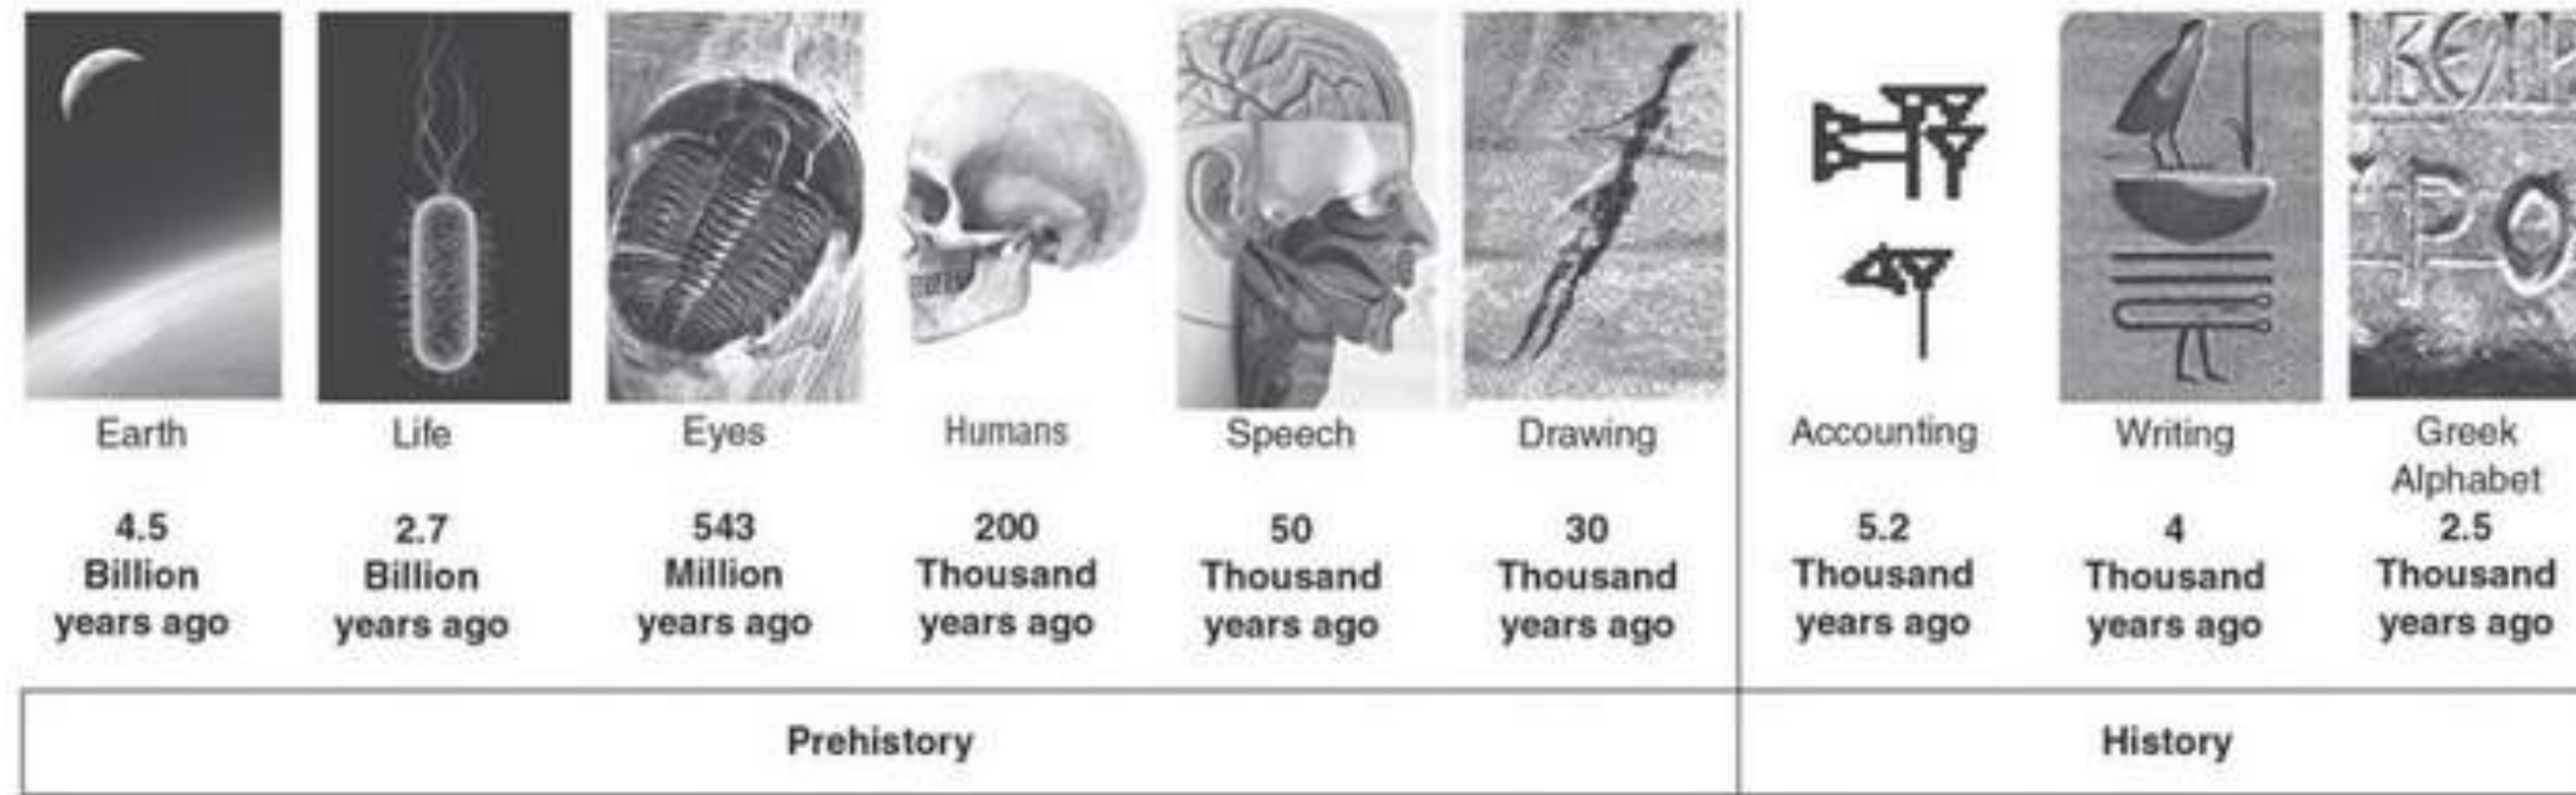 Earth
4.5
Billion
years ago
Life
2.7
Billion
years ago
Eyes
543
Million
years ago
Humans
200
Thousand
years ago
Speech
50
Thousand
years ago
Drawing
30
Thousand
years ago
Accounting
5.2
Thousand
years ago
Writing
4
Thousand
years ago
Greek
Alphabet
2.5
Thousand
years ago
Prehistory
History